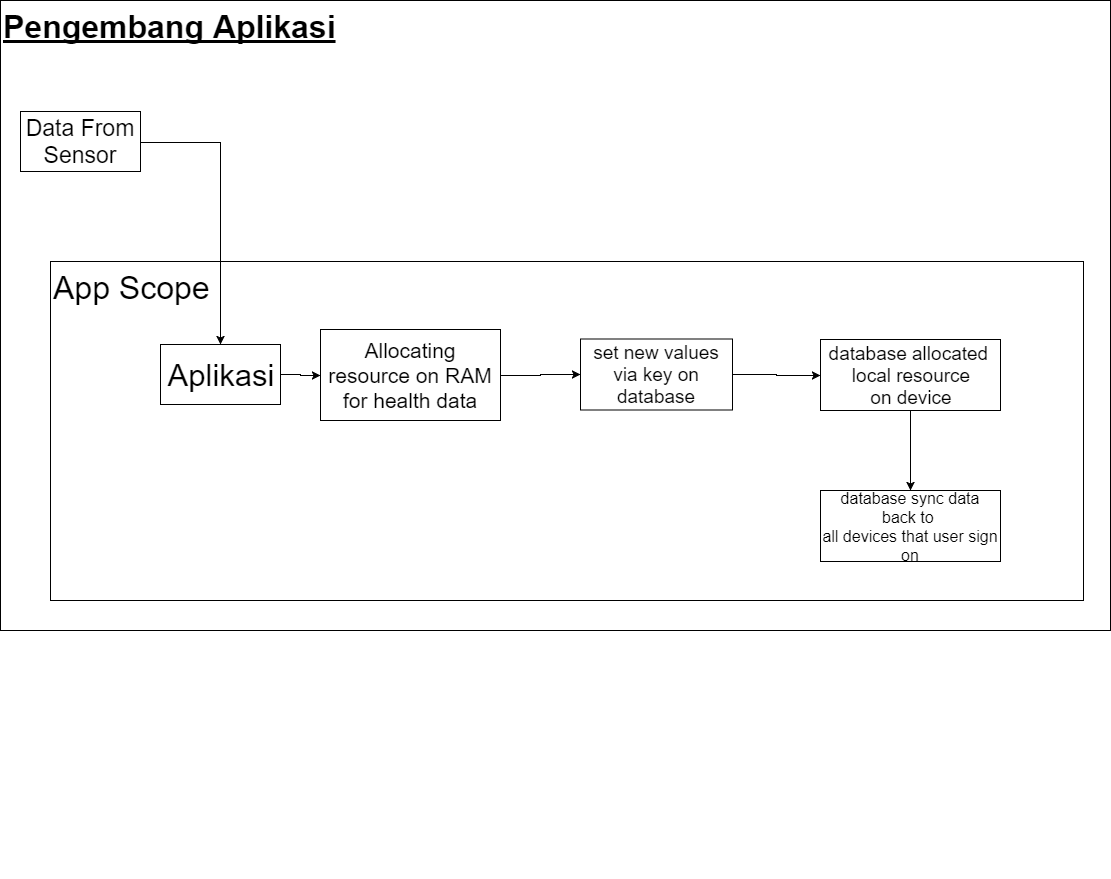 Pengembang Aplikasi
Data From
Sensor
App Scope
Aplikasi
Allocating
resource on RAM
for health data
set new values
via key on
database
database allocated
local resource
on device
database sync data
back to
all devices that user sign
on